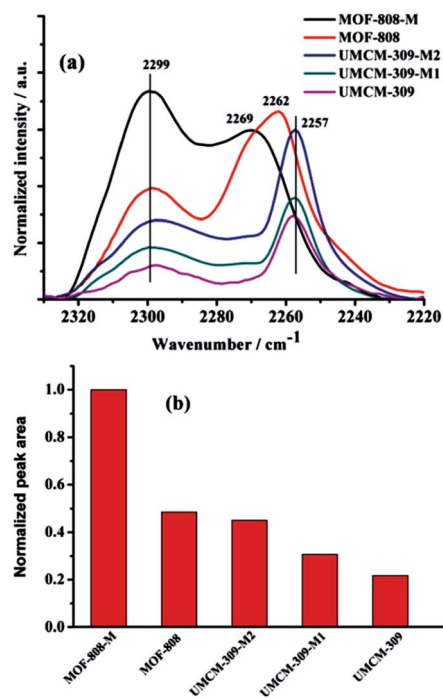 (a)
MOF-808-M
MOF-808
UMCM-309-M2
UMCM-309-M1
UMCM-309
2299
2269
2262
2257
Normalized intensity / a.u.
2320 2300 2280 2260 2240 2220
Wavenumber / cm-1
(b)
Normalized peak area
1.0
0.8
0.6
0.4
0.2
0.0
MOF-808-M
MOF-808
UMCM-309-M2
UMCM-309-M1
UMCM-309